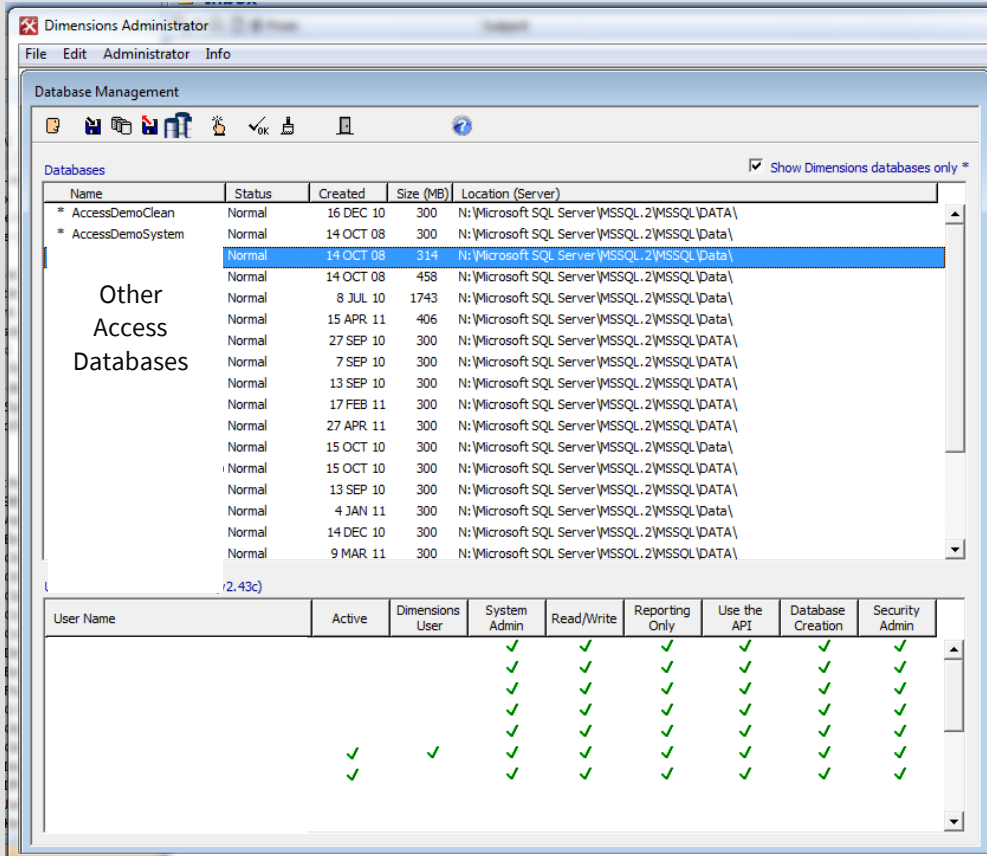 Inbox
Dimensions Administrator
File Edit Administrator Info
Database Management
OK
Databases
Show Dimensions databases only *
Name Status Created Size (MB) Location (Server)
* AccessDemoClean Normal 16 DEC 10 300 N:\Microsoft SQL Server\MSSQL.2\MSSQL\DATA\
* AccessDemoSystem Normal 14 OCT 08 300 N:\Microsoft SQL Server\MSSQL.2\MSSQL\Data\
Normal 14 OCT 08 314 N:\Microsoft SQL Server\MSSQL.2\MSSQL\Data\
Normal 14 OCT 08 458 N:\Microsoft SQL Server\MSSQL.2\MSSQL\Data\
Normal 8 JUL 10 1743 N:\Microsoft SQL Server\MSSQL.2\MSSQL\DATA\
Normal 15 APR 11 406 N:\Microsoft SQL Server\MSSQL.2\MSSQL\Data\
Normal 27 SEP 10 300 N:\Microsoft SQL Server\MSSQL.2\MSSQL\DATA\
Normal 7 SEP 10 300 N:\Microsoft SQL Server\MSSQL.2\MSSQL\DATA\
Normal 13 SEP 10 300 N:\Microsoft SQL Server\MSSQL.2\MSSQL\DATA\
Normal 17 FEB 11 300 N:\Microsoft SQL Server\MSSQL.2\MSSQL\DATA\
Normal 27 APR 11 300 N:\Microsoft SQL Server\MSSQL.2\MSSQL\DATA\
Normal 15 OCT 10 300 N:\Microsoft SQL Server\MSSQL.2\MSSQL\Data\
Normal 15 OCT 10 300 N:\Microsoft SQL Server\MSSQL.2\MSSQL\DATA\
Normal 13 SEP 10 300 N:\Microsoft SQL Server\MSSQL.2\MSSQL\DATA\
Normal 4 JAN 11 300 N:\Microsoft SQL Server\MSSQL.2\MSSQL\Data\
Normal 14 DEC 10 300 N:\Microsoft SQL Server\MSSQL.2\MSSQL\DATA\
Normal 9 MAR 11 300 N:\Microsoft SQL Server\MSSQL.2\MSSQL\DATA\
Other
Access
Databases
v2.43c)
User Name Active Dimensions User System Admin Read/Write Reporting Only Use the API Database Creation Security Admin